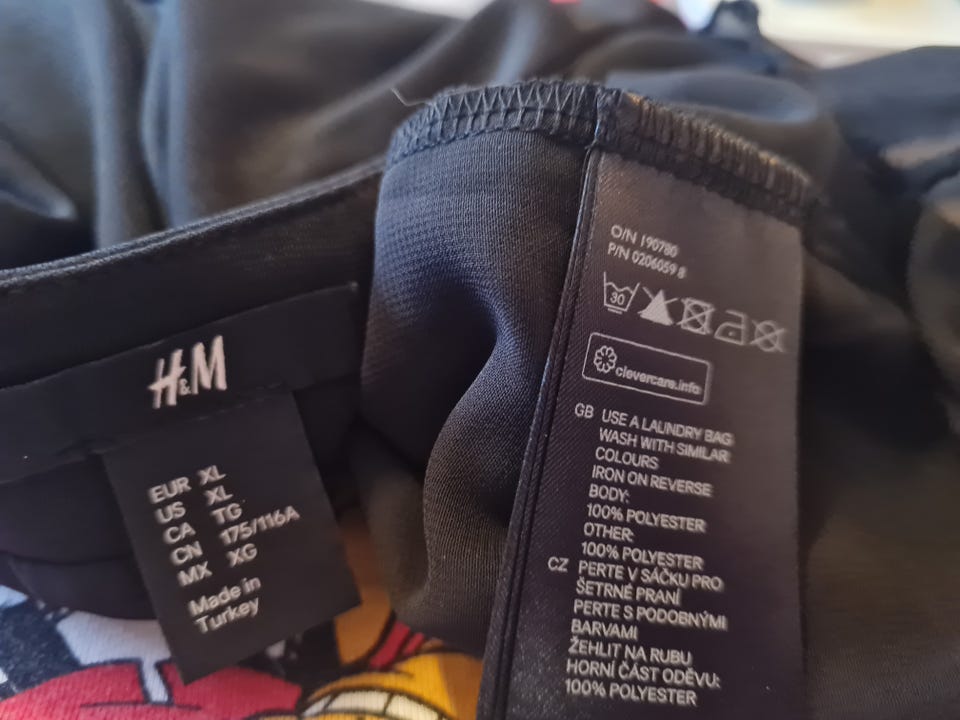 H&M
EUR XL
US XL
CA TG
CN 175/116A
MX XG
Made in
Turkey
O/N 190780
P/N 0206059 8
30
clevercare.info
GB USE A LAUNDRY BAG
WASH WITH SIMILAR
COLOURS
IRON ON REVERSE
BODY:
100% POLYESTER
OTHER:
100% POLYESTER
CZ PERTE V SÁČKU PRO
ŠETRNÉ PRANÍ
PERTE S PODOBNÝMI
BARVAMI
ŽEHLIT NA RUBU
HORNÍ ČÁST ODĚVU:
100% POLYESTER